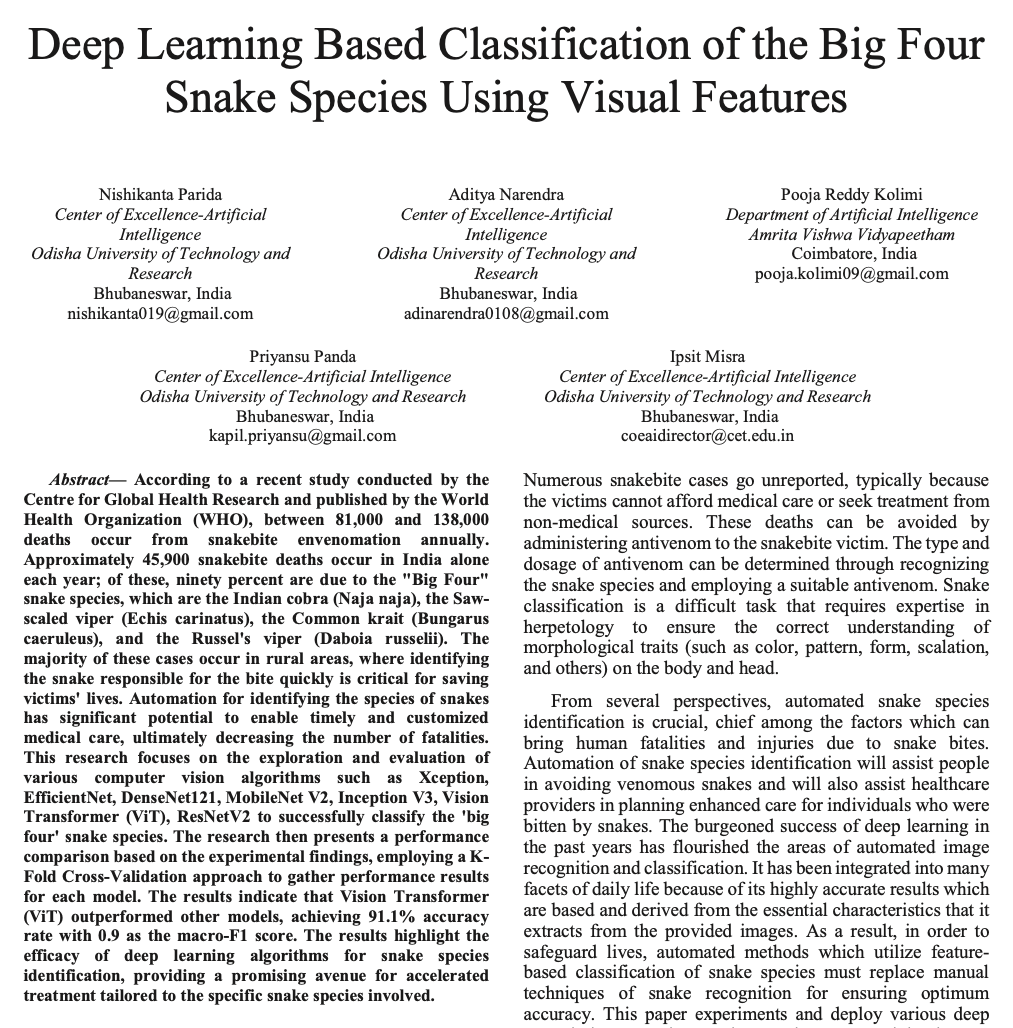 Deep Learning Based Classification of the Big Four
Snake Species Using Visual Features
Nishikanta Parida
Center of Excellence-Artificial
Intelligence
Odisha University of Technology and
Research
Bhubaneswar, India
nishikanta019@gmail.com
Aditya Narendra
Center of Excellence-Artificial
Intelligence
Odisha University of Technology and
Research
Bhubaneswar, India
adinarendra0108@gmail.com
Pooja Reddy Kolimi
Department of Artificial Intelligence
Amrita Vishwa Vidyapeetham
Coimbatore, India
pooja.kolimi09@gmail.com
Priyansu Panda
Center of Excellence-Artificial Intelligence
Odisha University of Technology and Research
Bhubaneswar, India
kapil.priyansu@gmail.com
Ipsit Misra
Center of Excellence-Artificial Intelligence
Odisha University of Technology and Research
Bhubaneswar, India
coeaidirector@cet.edu.in
Abstract— According to a recent study conducted by the
Centre for Global Health Research and published by the World
Health Organization (WHO), between 81,000 and 138,000
deaths occur from snakebite envenomation annually.
Approximately 45,900 snakebite deaths occur in India alone
each year; of these, ninety percent are due to the "Big Four"
snake species, which are the Indian cobra (Naja naja), the Saw-
scaled viper (Echis carinatus), the Common krait (Bungarus
caeruleus), and the Russel's viper (Daboia russelii). The
majority of these cases occur in rural areas, where identifying
the snake responsible for the bite quickly is critical for saving
victims' lives. Automation for identifying the species of snakes
has significant potential to enable timely and customized
medical care, ultimately decreasing the number of fatalities.
This research focuses on the exploration and evaluation of
various computer vision algorithms such as Xception,
EfficientNet, DenseNet121, MobileNet V2, Inception V3, Vision
Transformer (ViT), ResNetV2 to successfully classify the 'big
four' snake species. The research then presents a performance
comparison based on the experimental findings, employing a K-
Fold Cross-Validation approach to gather performance results
for each model. The results indicate that Vision Transformer
(ViT) outperformed other models, achieving 91.1% accuracy
rate with 0.9 as the macro-F1 score. The results highlight the
efficacy of deep learning algorithms for snake species
identification, providing a promising avenue for accelerated
treatment tailored to the specific snake species involved.
Numerous snakebite cases go unreported, typically because
the victims cannot afford medical care or seek treatment from
non-medical sources. These deaths can be avoided by
administering antivenom to the snakebite victim. The type and
dosage of antivenom can be determined through recognizing
the snake species and employing a suitable antivenom. Snake
classification is a difficult task that requires expertise in
herpetology to ensure the correct understanding of
morphological traits (such as color, pattern, form, scalation,
and others) on the body and head.
From several perspectives, automated snake species
identification is crucial, chief among the factors which can
bring human fatalities and injuries due to snake bites.
Automation of snake species identification will assist people
in avoiding venomous snakes and will also assist healthcare
providers in planning enhanced care for individuals who were
bitten by snakes. The burgeoned success of deep learning in
the past years has flourished the areas of automated image
recognition and classification. It has been integrated into many
facets of daily life because of its highly accurate results which
are based and derived from the essential characteristics that it
extracts from the provided images. As a result, in order to
safeguard lives, automated methods which utilize feature-
based classification of snake species must replace manual
techniques of snake recognition for ensuring optimum
accuracy. This paper experiments and deploy various deep